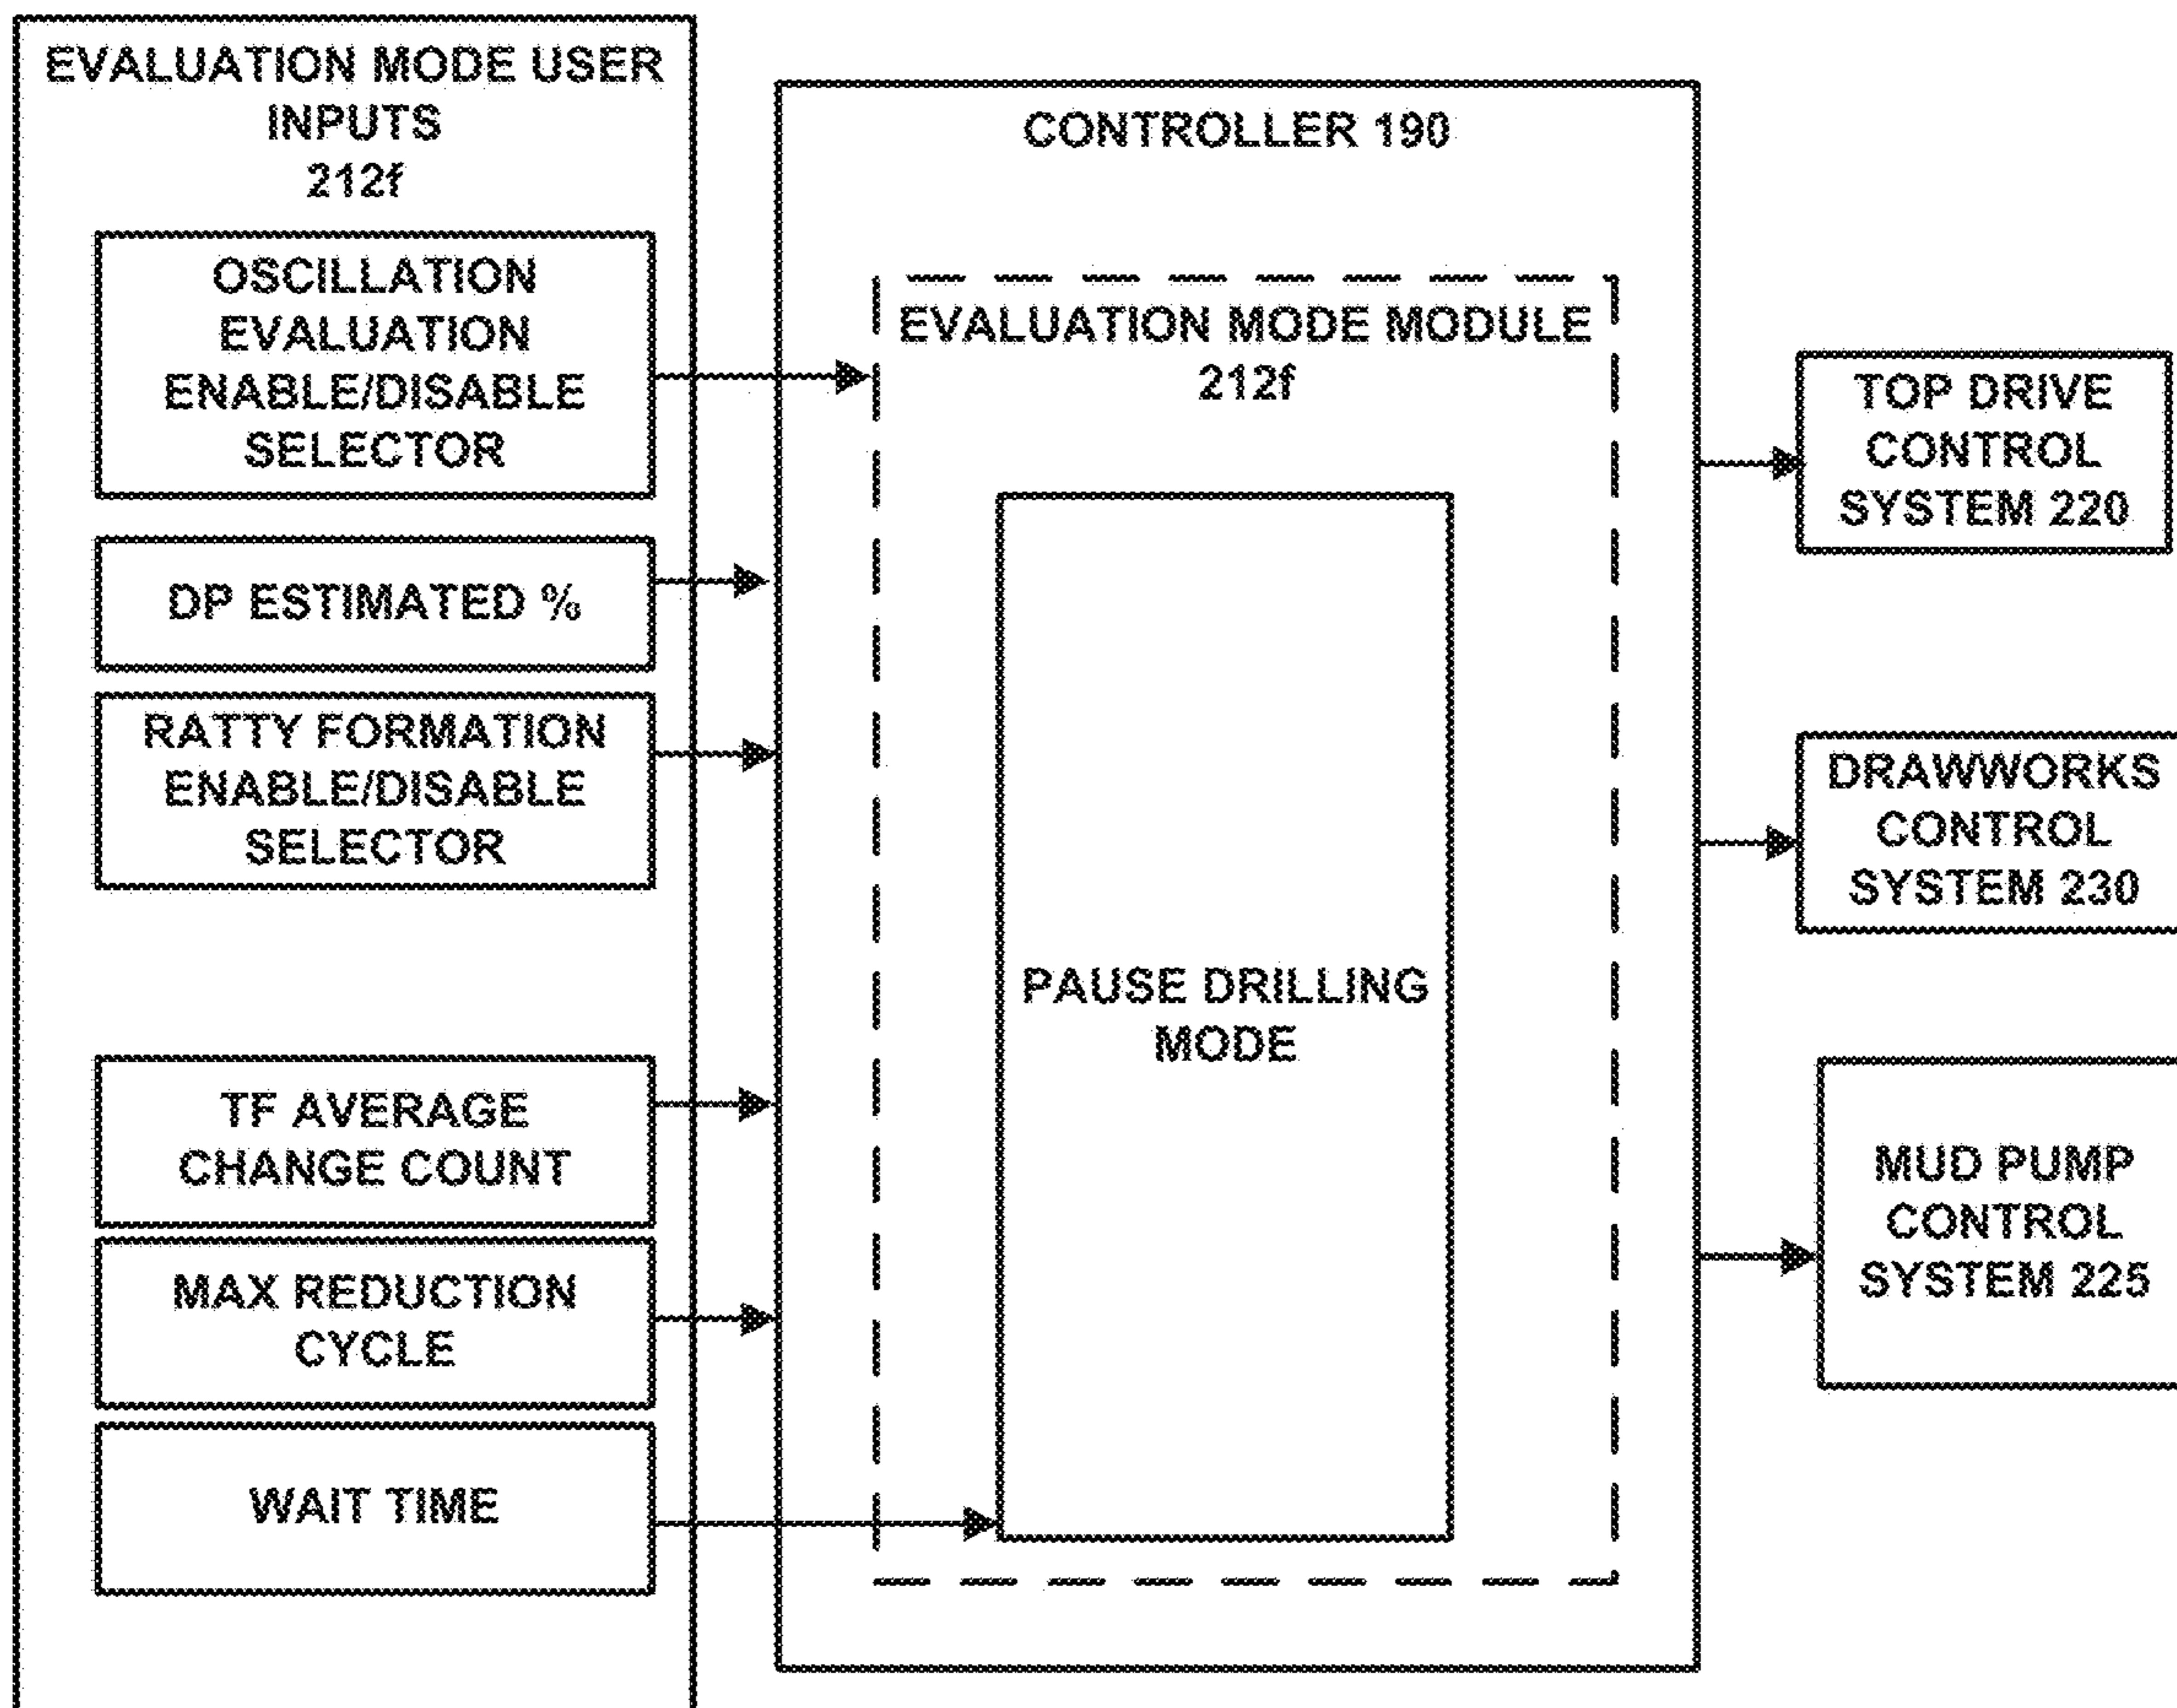 EVALUATION MODE USER
INPUTS
212f
OSCILLATION
EVALUATION
ENABLE/DISABLE
SELECTOR
DP ESTIMATED %
RATTY FORMATION
ENABLE/DISABLE
SELECTOR
TF AVERAGE
CHANGE COUNT
MAX REDUCTION
CYCLE
WAIT TIME
CONTROLLER 190
EVALUATION MODE MODULE
212f
PAUSE DRILLING
MODE
TOP DRIVE
CONTROL
SYSTEM 220
DRAWWORKS
CONTROL
SYSTEM 230
MUD PUMP
CONTROL
SYSTEM 225